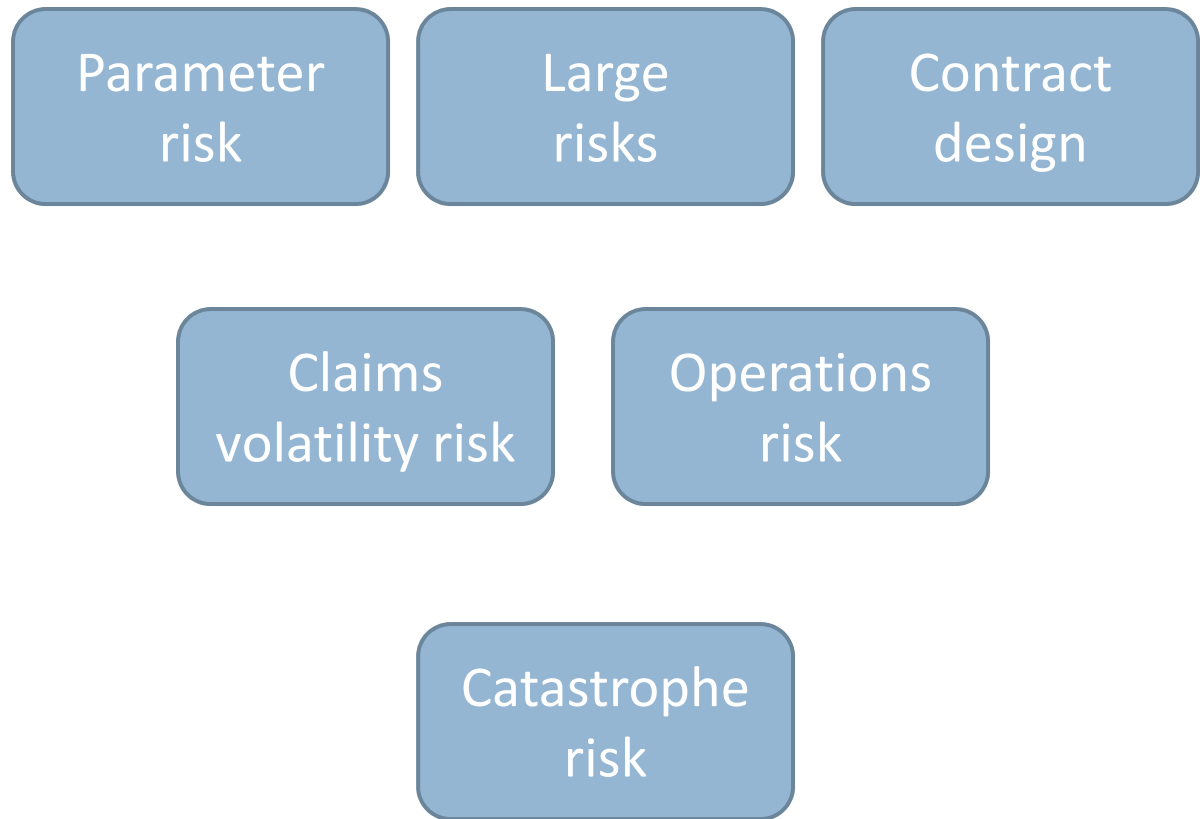 Parameter
risk
Large
risks
Contract
design
Claims
volatility risk
Operations
risk
Catastrophe
risk